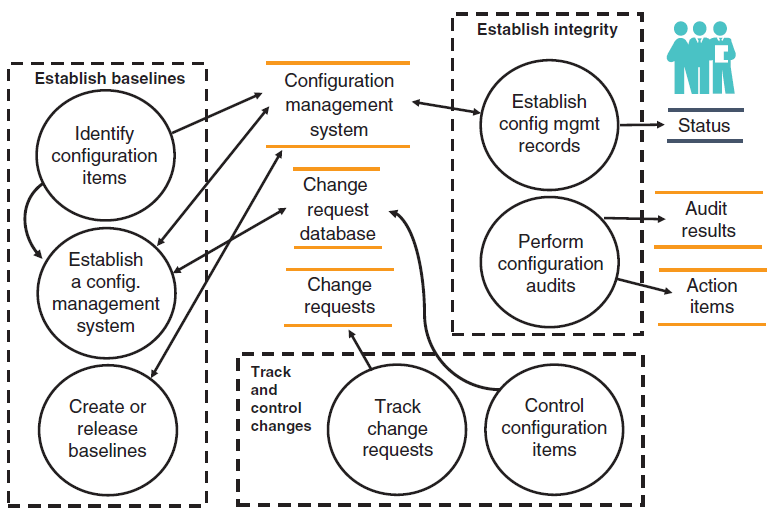 Establish baselines
Identify
configuration
items
Establish
a config.
management
system
Create or
release
baselines
Configuration
management
system
Change
request
database
Change
requests
Establish integrity
Establish
config mgmt
records
Perform
configuration
audits
Status
Audit
results
Action
items
Track
and
control
changes
Track
change
requests
Control
configuration
items